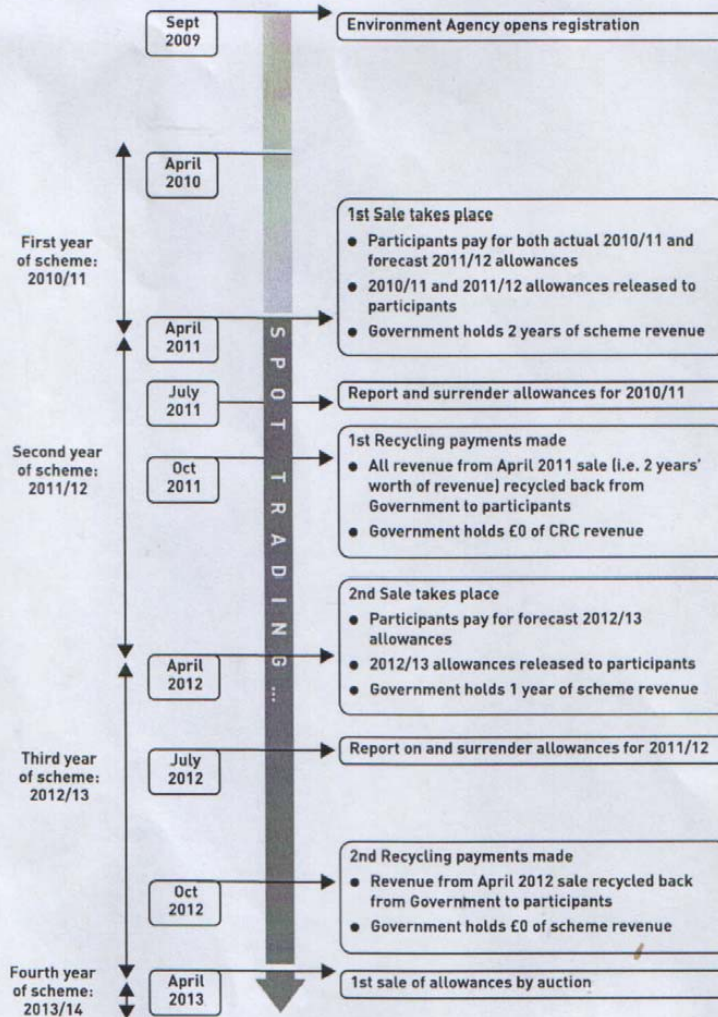 Sept
2009
Environment Agency opens registration
April
2010
First year
of scheme:
2010/11
1st Sale takes place
● Participants pay for both actual 2010/11 and
forecast 2011/12 allowances
● 2010/11 and 2011/12 allowances released to
participants
● Government holds 2 years of scheme revenue
April
2011
SPOT TRADING...
July
2011
Report and surrender allowances for 2010/11
Second year
of scheme:
2011/12
Oct
2011
1st Recycling payments made
● All revenue from April 2011 sale (i.e. 2 years'
worth of revenue) recycled back from
Government to participants
● Government holds £0 of CRC revenue
2nd Sale takes place
● Participants pay for forecast 2012/13
allowances
● 2012/13 allowances released to participants
● Government holds 1 year of scheme revenue
April
2012
Third year
of scheme:
2012/13
July
2012
Report on and surrender allowances for 2011/12
2nd Recycling payments made
● Revenue from April 2012 sale recycled back
from Government to participants
● Government holds £0 of scheme revenue
Oct
2012
Fourth year
of scheme:
2013/14
April
2013
1st sale of allowances by auction